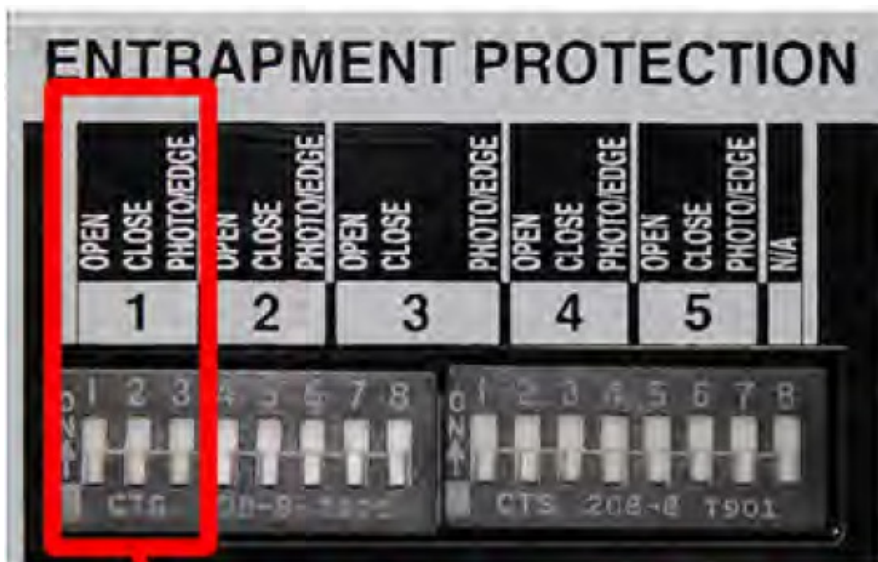 ENTRAPMENT PROTECTION
OPEN CLOSE PHOTO/EDGE OPEN CLOSE PHOTO/EDGE OPEN CLOSE PHOTO/EDGE OPEN CLOSE PHOTO/EDGE OPEN CLOSE PHOTO/EDGE N/A
1 2 3 4 5
ON 1 2 3 4 5 6 7 8 ON 1 2 3 4 5 6 7 8
CTS CTS 208-8 T901